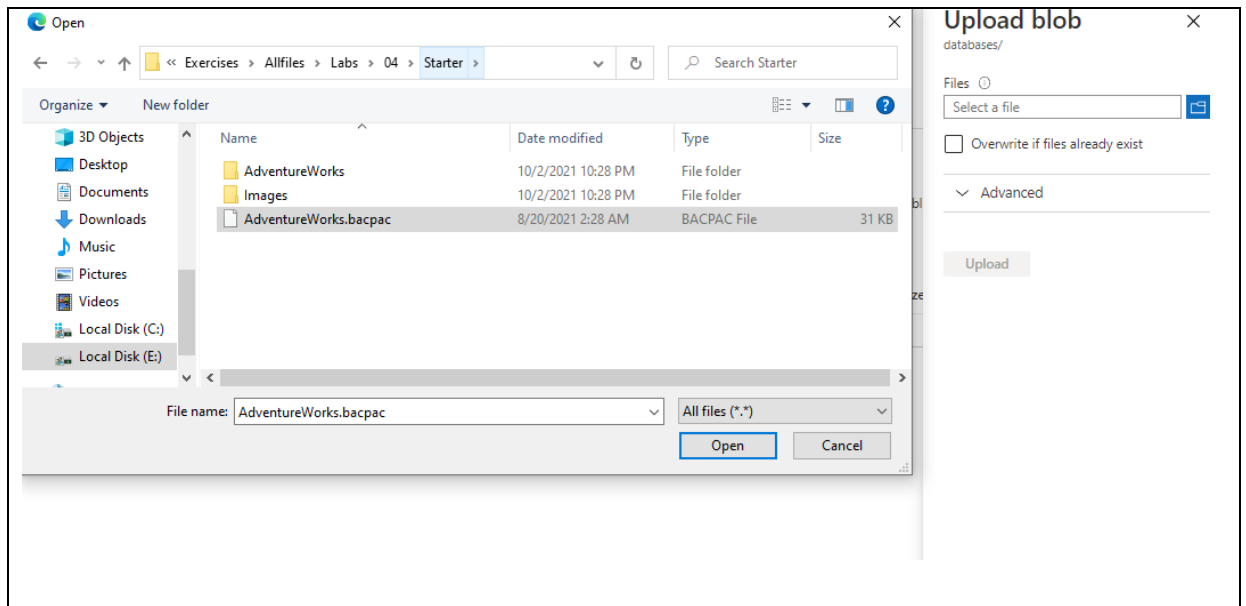 Open
Upload blob
databases/
« Exercises > Allfiles > Labs > 04 > Starter >
Search Starter
Files
Select a file
Organize
New folder
Overwrite if files already exist
Advanced
Upload
3D Objects
Desktop
Documents
Downloads
Music
Pictures
Videos
Local Disk (C:)
Local Disk (E:)
Name Date modified Type Size
AdventureWorks 10/2/2021 10:28 PM File folder
Images 10/2/2021 10:28 PM File folder
AdventureWorks.bacpac 8/20/2021 2:28 AM BACPAC File 31 KB
bl
ze
File name: AdventureWorks.bacpac
All files (*.*)
Open
Cancel